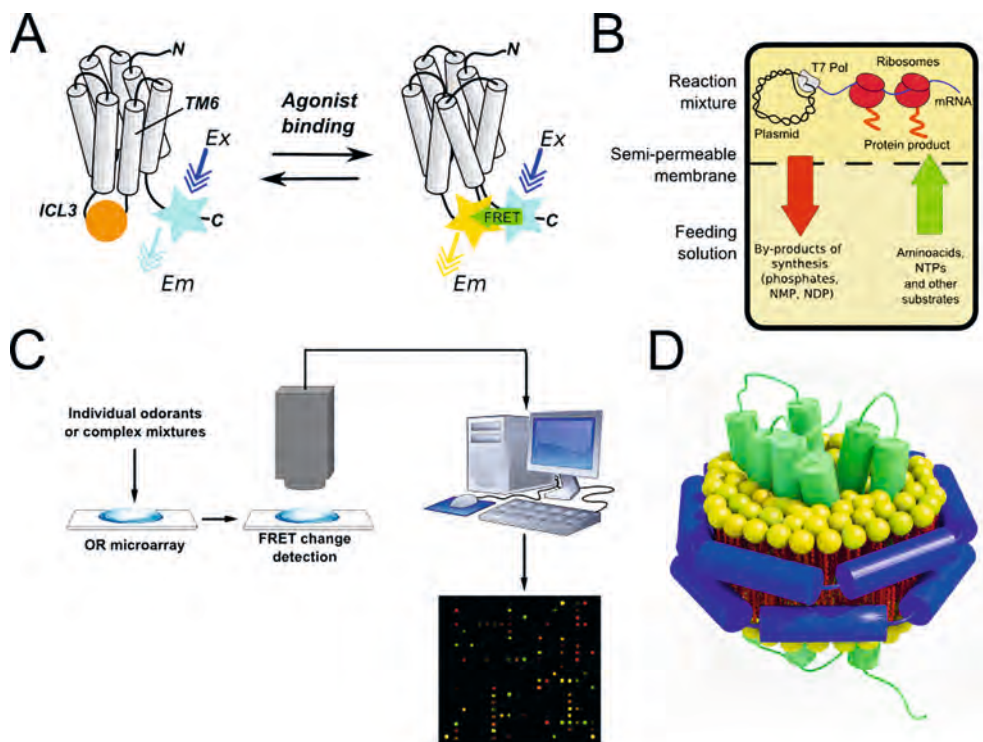 A
N
TM6
Ex
ICL3
C
Em
Agonist
binding
N
Ex
FRET
C
Em
B
Reaction
mixture
T7 Pol
Ribosomes
mRNA
Plasmid
Protein product
Semi-permeable
membrane
Feeding
solution
By-products of
synthesis
(phosphates,
NMP, NDP)
Aminoacids,
NTPs
and other
substrates
C
Individual odorants
or complex mixtures
OR microarray
FRET change
detection
D